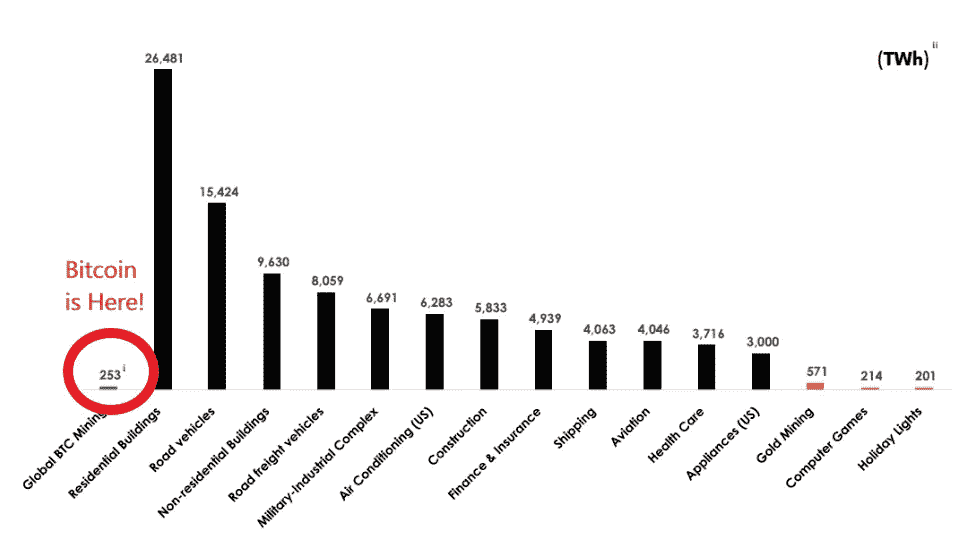 (TWh) ii
26,481
15,424
9,630
8,059
6,691
6,283
5,833
4,939
4,063
4,046
3,716
3,000
571
214
201
Bitcoin
is Here!
253 i
Global BTC Mining
Residential Buildings
Road vehicles
Non-residential Buildings
Road freight vehicles
Military-Industrial Complex
Air Conditioning (US)
Construction
Finance & Insurance
Shipping
Aviation
Health Care
Appliances (US)
Gold Mining
Computer Games
Holiday Lights